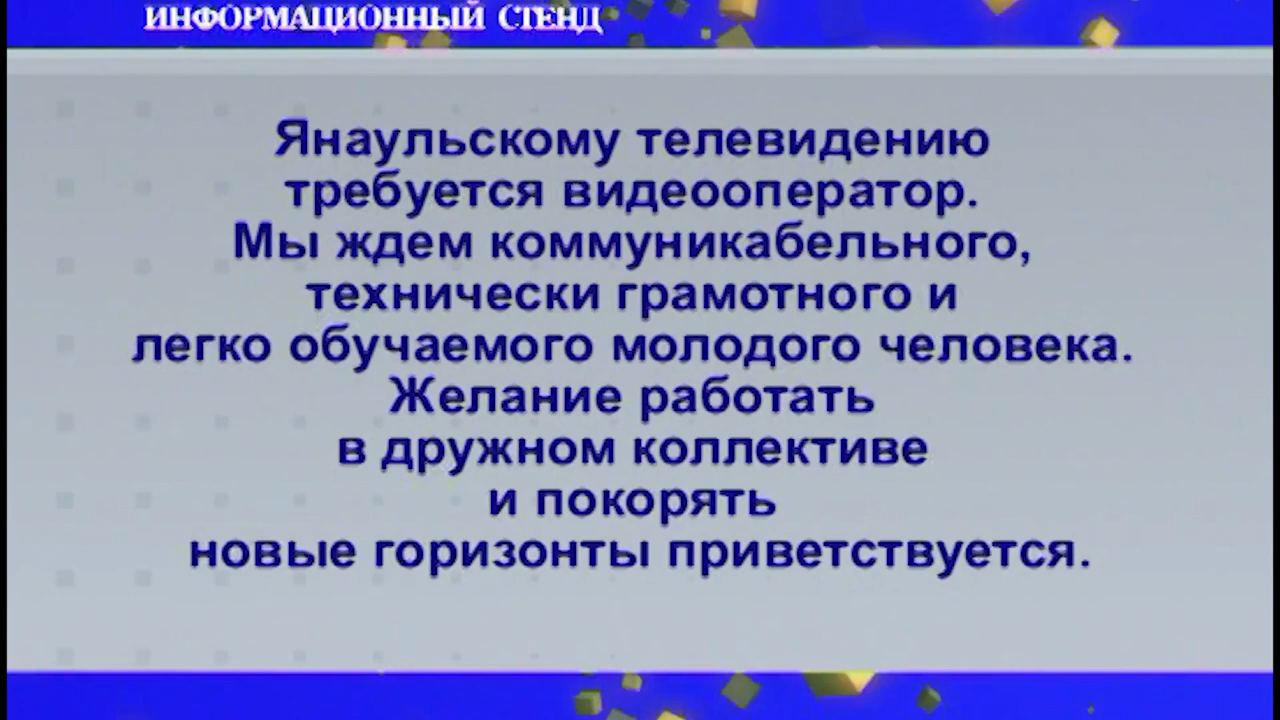 ИНФОРМАЦИОННЫЙ СТЕНД
Янаульскому телевидению
требуется видеооператор.
Мы ждем коммуникабельного,
технически грамотного и
легко обучаемого молодого человека.
Желание работать
в дружном коллективе
и покорять
новые горизонты приветствуется.